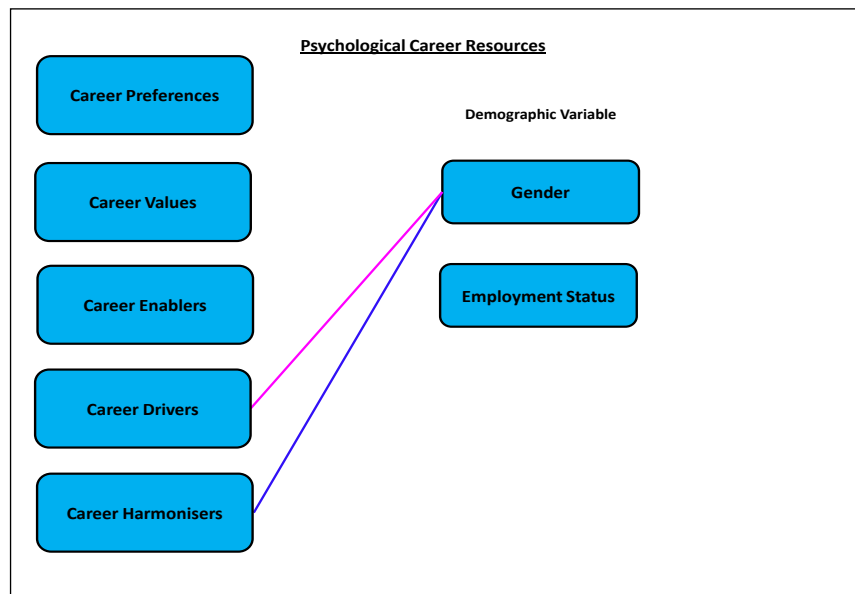 Psychological Career Resources
Career Preferences
Career Values
Career Enablers
Career Drivers
Career Harmonisers
Demographic Variable
Gender
Employment Status